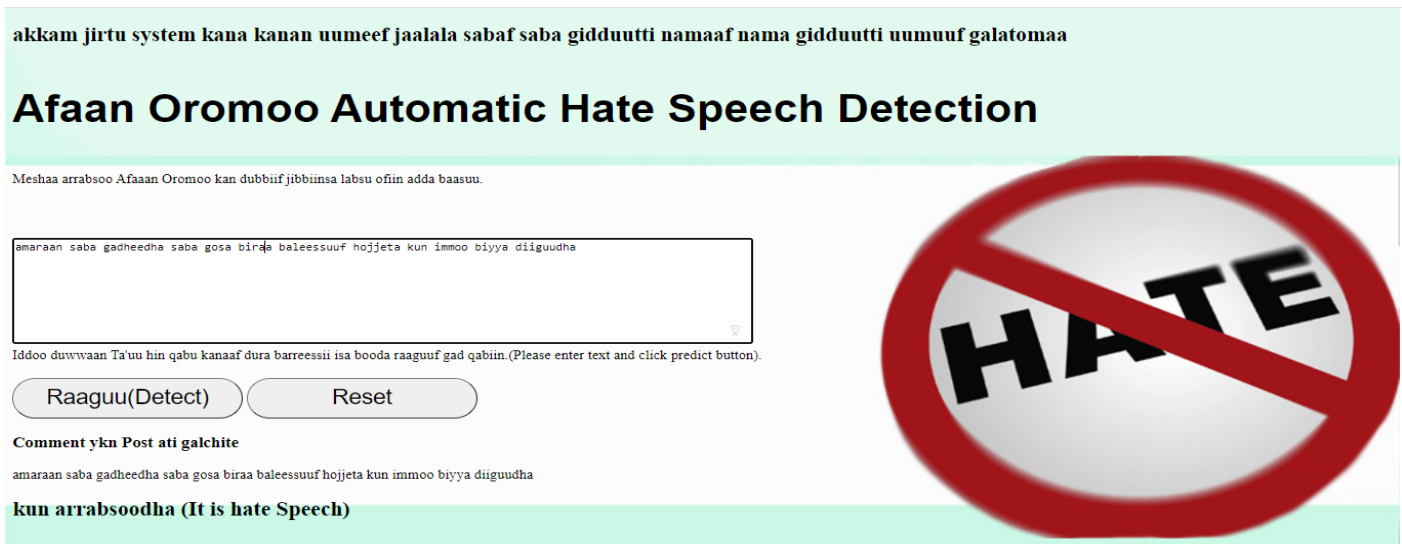 akkam jirtu system kana kanan uumeef jaalala sabaf saba gidduutti namaaf nama gidduutti uumuuf galatomaa
Afaan Oromoo Automatic Hate Speech Detection
Meshaa arrabsoo Afaaan Oromoo kan dubbiif jibbiinsa labsu ofiin adda baasuu.
amaraan saba gadheedha saba gosa biraa baleessuuf hojjeta kun immoo biyya diiguudha
Iddoo duwwaan Ta'uu hin qabu kanaaf dura barreessii isa booda raaguuf gad qabiin.(Please enter text and click predict button).
Raaguu(Detect) Reset
Comment ykn Post ati galchite
amaraan saba gadheedha saba gosa biraa baleessuuf hojjeta kun immoo biyya diiguudha
kun arrabsoodha (It is hate Speech)
HATE